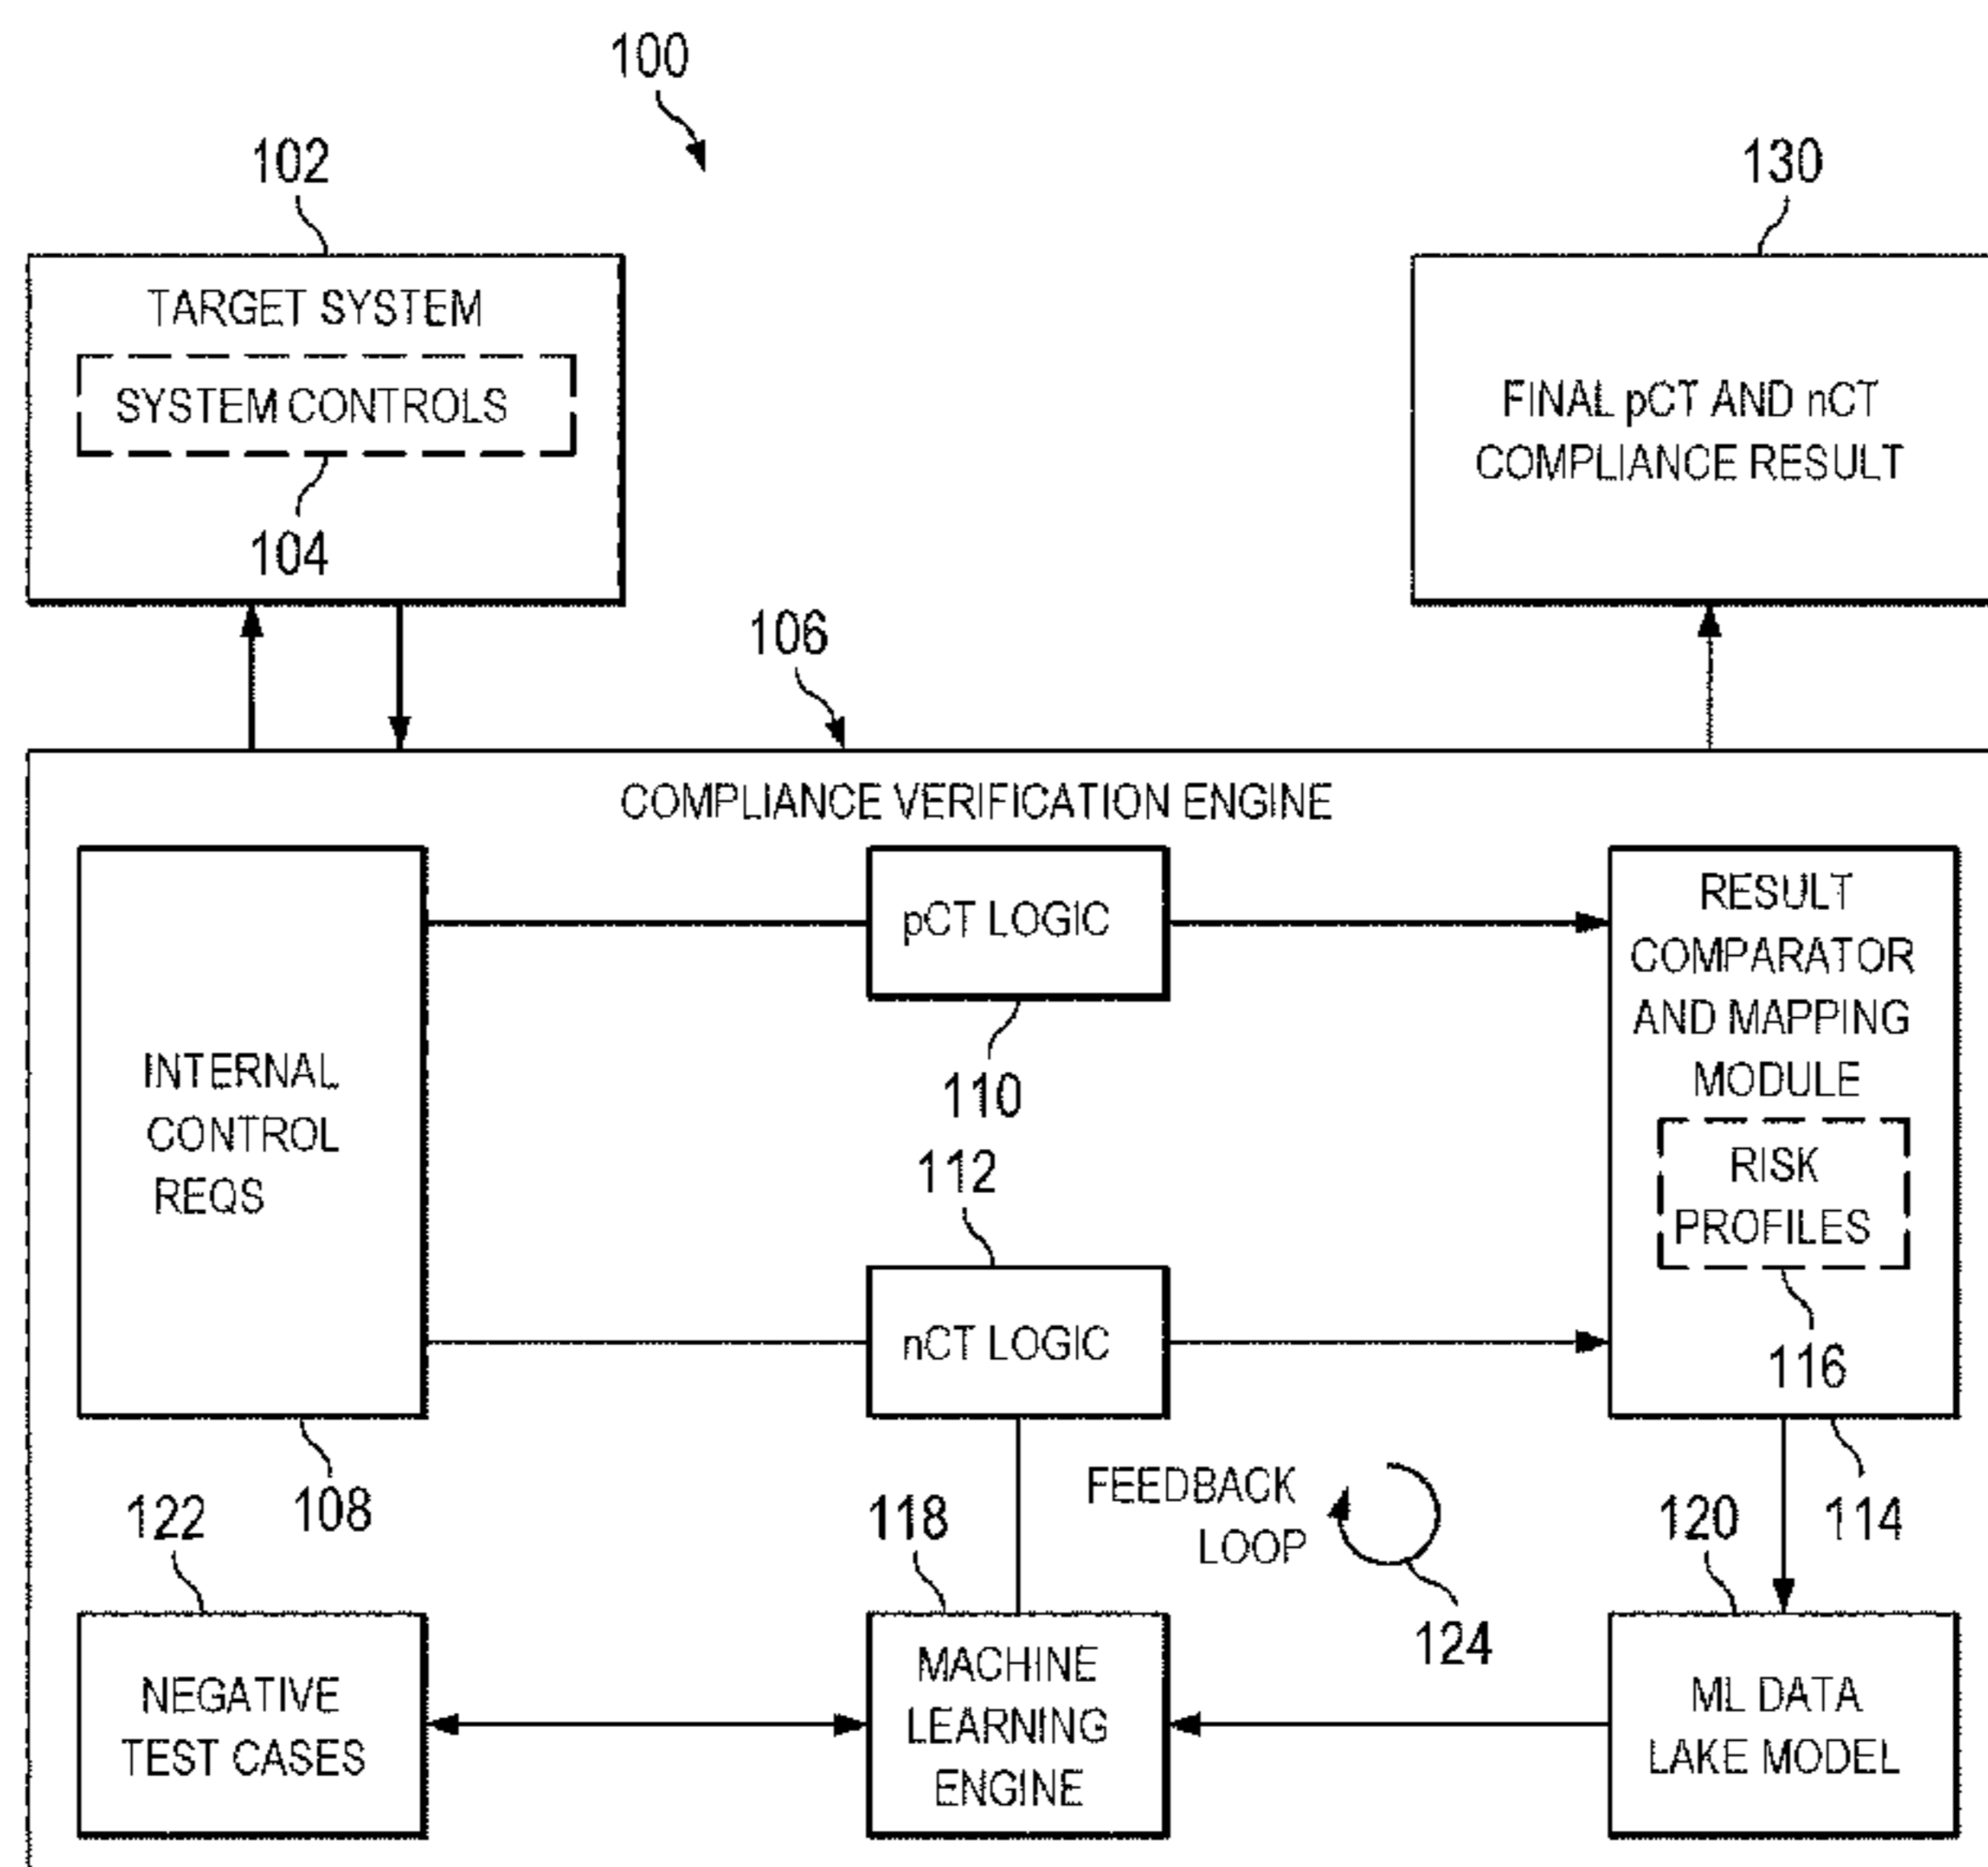 100
102
130
TARGET SYSTEM
SYSTEM CONTROLS
104
FINAL pCT AND nCT
COMPLIANCE RESULT
106
COMPLIANCE VERIFICATION ENGINE
INTERNAL
CONTROL
REQS
108
pCT LOGIC
110
112
nCT LOGIC
RESULT
COMPARATOR
AND MAPPING
MODULE
RISK
PROFILES
116
114
FEEDBACK
LOOP
124
122
NEGATIVE
TEST CASES
118
MACHINE
LEARNING
ENGINE
120
ML DATA
LAKE MODEL